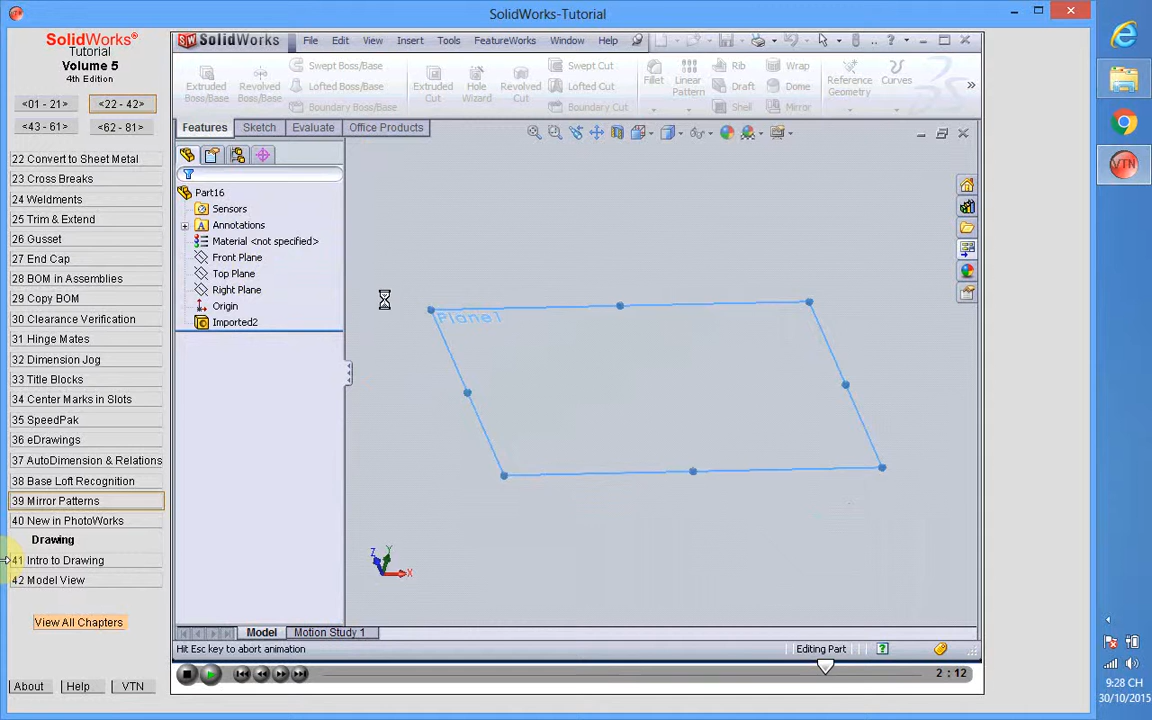 SolidWorks-Tutorial
SolidWorks®
Tutorial
Volume 5
4th Edition
<01 - 21>
<22 - 42>
<43 - 61>
<62 - 81>
22 Convert to Sheet Metal
23 Cross Breaks
24 Weldments
25 Trim & Extend
26 Gusset
27 End Cap
28 BOM in Assemblies
29 Copy BOM
30 Clearance Verification
31 Hinge Mates
32 Dimension Jog
33 Title Blocks
34 Center Marks in Slots
35 SpeedPak
36 eDrawings
37 AutoDimension & Relations
38 Base Loft Recognition
39 Mirror Patterns
40 New in PhotoWorks
Drawing
41 Intro to Drawing
42 Model View
View All Chapters
About
Help
VTN
SolidWorks
File
Edit
View
Insert
Tools
FeatureWorks
Window
Help
Extruded Boss/Base
Revolved Boss/Base
Swept Boss/Base
Lofted Boss/Base
Boundary Boss/Base
Extruded Cut
Hole Wizard
Revolved Cut
Swept Cut
Lofted Cut
Boundary Cut
Fillet
Linear Pattern
Rib
Draft
Shell
Wrap
Dome
Mirror
Reference Geometry
Curves
Features
Sketch
Evaluate
Office Products
Part16
Sensors
Annotations
Material <not specified>
Front Plane
Top Plane
Right Plane
Origin
Imported2
Plane1
Z
Y
X
Model
Motion Study 1
Hit Esc key to abort animation
Editing Part
2 : 12
VTN
9:28 CH
30/10/2015